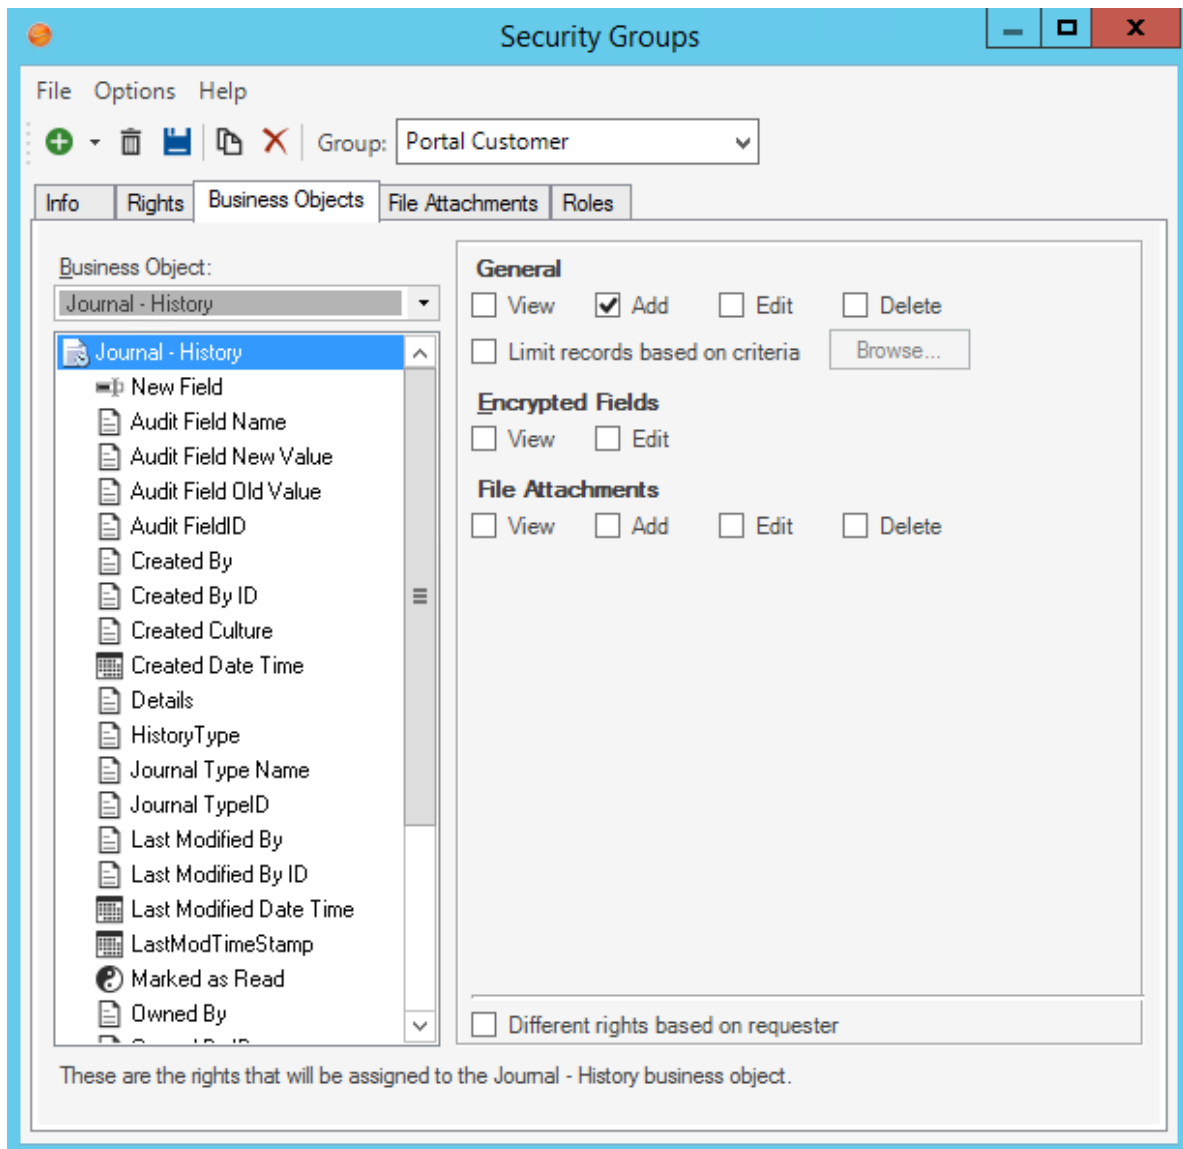 Security Groups
File Options Help
Group: Portal Customer
Info Rights Business Objects File Attachments Roles
Business Object:
Journal - History
Journal - History
New Field
Audit Field Name
Audit Field New Value
Audit Field Old Value
Audit FieldID
Created By
Created By ID
Created Culture
Created Date Time
Details
HistoryType
Journal Type Name
Journal TypeID
Last Modified By
Last Modified By ID
Last Modified Date Time
LastModTimeStamp
Marked as Read
Owned By
General
View Add Edit Delete
Limit records based on criteria Browse...
Encrypted Fields
View Edit
File Attachments
View Add Edit Delete
Different rights based on requester
These are the rights that will be assigned to the Journal - History business object.